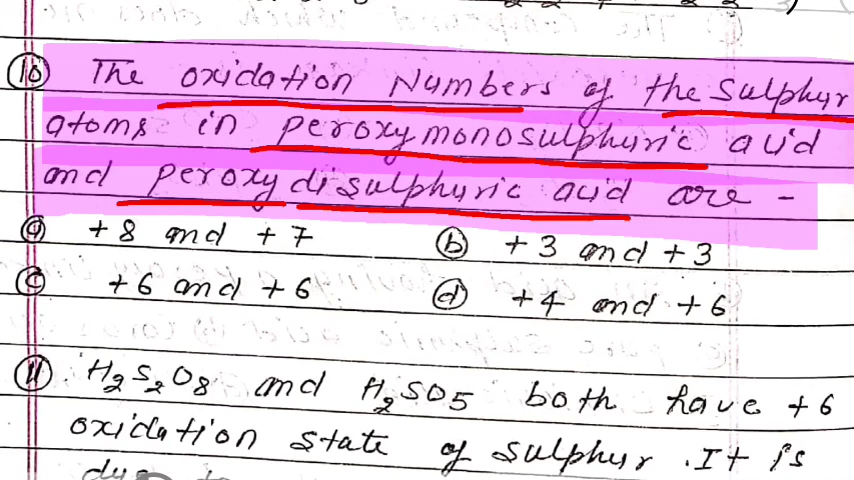 ⑩ The oxidation Numbers of the sulphur
atoms in peroxymonosulphuric acid
and peroxydisulphuric acid are -
ⓐ +8 and +7 ⓑ +3 and +3
ⓒ +6 and +6 ⓓ +4 and +6
⑪ H₂S₂O8 and H₂SO5 both have +6
oxidation state of sulphur. It is